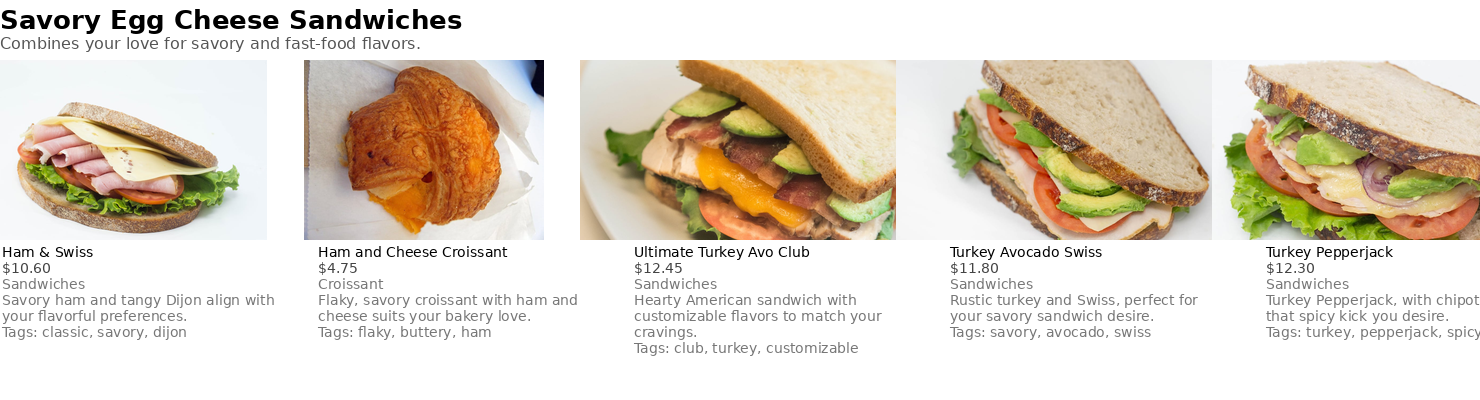 Savory Egg Cheese Sandwiches
Combines your love for savory and fast-food flavors.
Ham & Swiss
$10.60
Sandwiches
Savory ham and tangy Dijon align with
your flavorful preferences.
Tags: classic, savory, dijon
Ham and Cheese Croissant
$4.75
Croissant
Flaky, savory croissant with ham and
cheese suits your bakery love.
Tags: flaky, buttery, ham
Ultimate Turkey Avo Club
$12.45
Sandwiches
Hearty American sandwich with
customizable flavors to match your
cravings.
Tags: club, turkey, customizable
Turkey Avocado Swiss
$11.80
Sandwiches
Rustic turkey and Swiss, perfect for
your savory sandwich desire.
Tags: savory, avocado, swiss
Turkey Pepperjack
$12.30
Sandwiches
Turkey Pepperjack, with chipot
that spicy kick you desire.
Tags: turkey, pepperjack, spicy